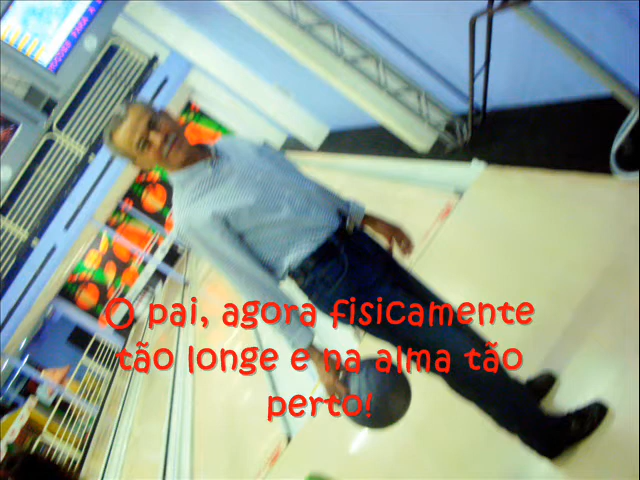 O pai, agora fisicamente
tão longe e na alma tão
perto!